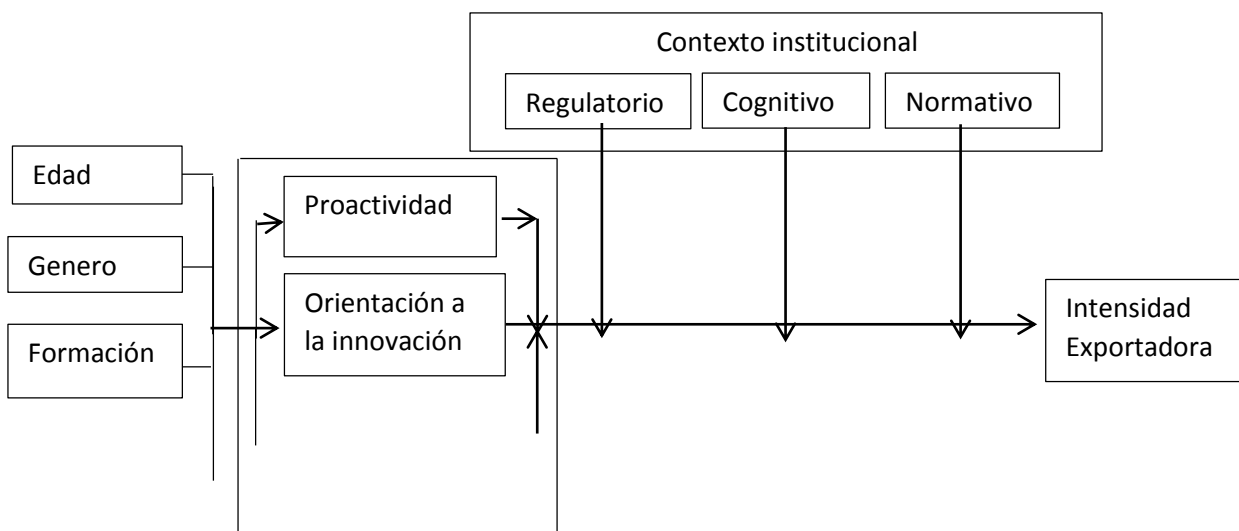 Contexto institucional
Regulatorio
Cognitivo
Normativo
Edad
Proactividad
Genero
Orientación a
la innovación
Formación
Intensidad
Exportadora